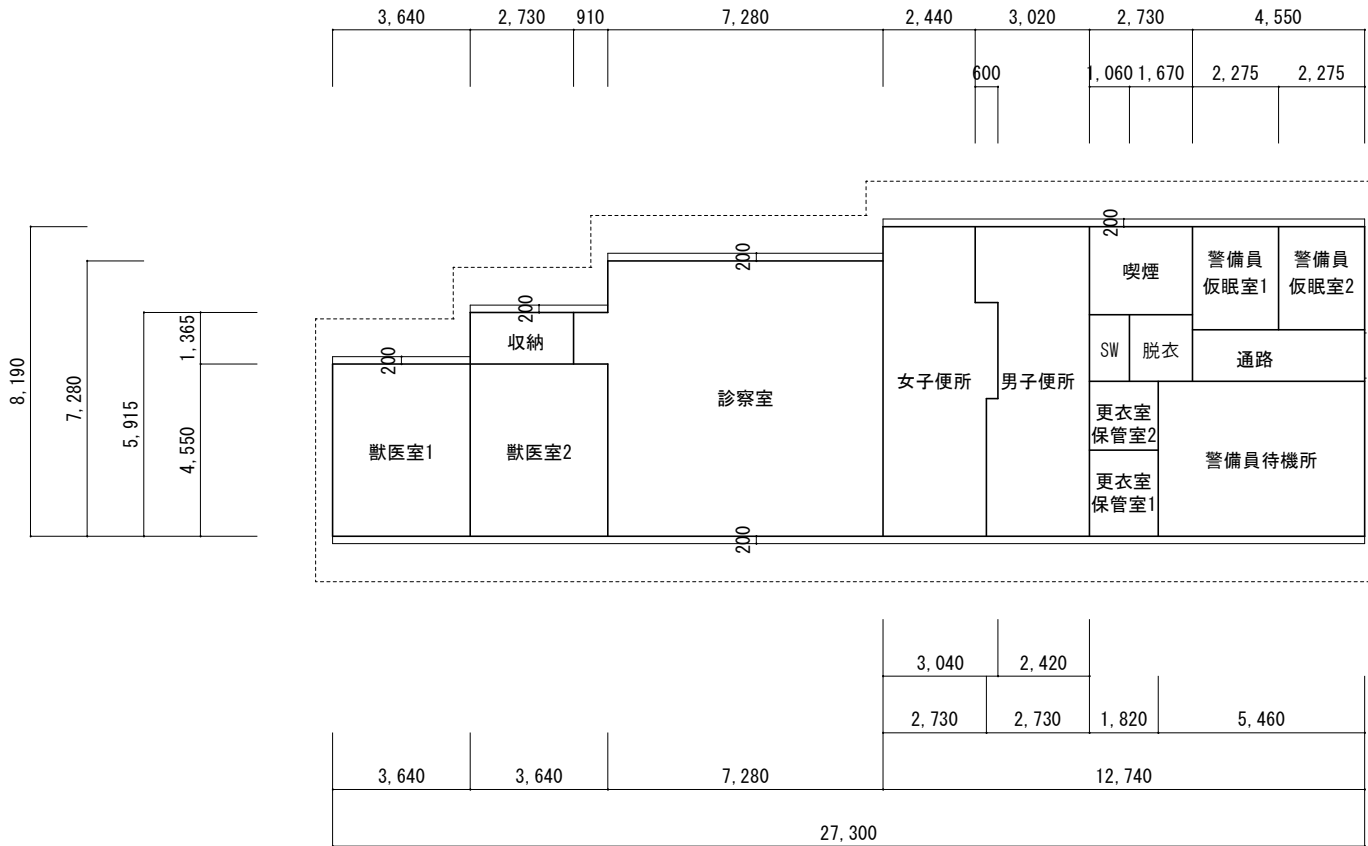 3,640 2,730 910 7,280 2,440 3,020 2,730 4,550
600 1,060 1,670 2,275 2,275
200
200
200
200
200
8,190
7,280
5,915
1,365
4,550
喫煙
警備員
仮眠室1
警備員
仮眠室2
収納
SW
脱衣
通路
女子便所
男子便所
診察室
獣医室1
獣医室2
更衣室
保管室2
更衣室
保管室1
警備員待機所
3,040 2,420
2,730 2,730 1,820 5,460
3,640 3,640 7,280 12,740
27,300